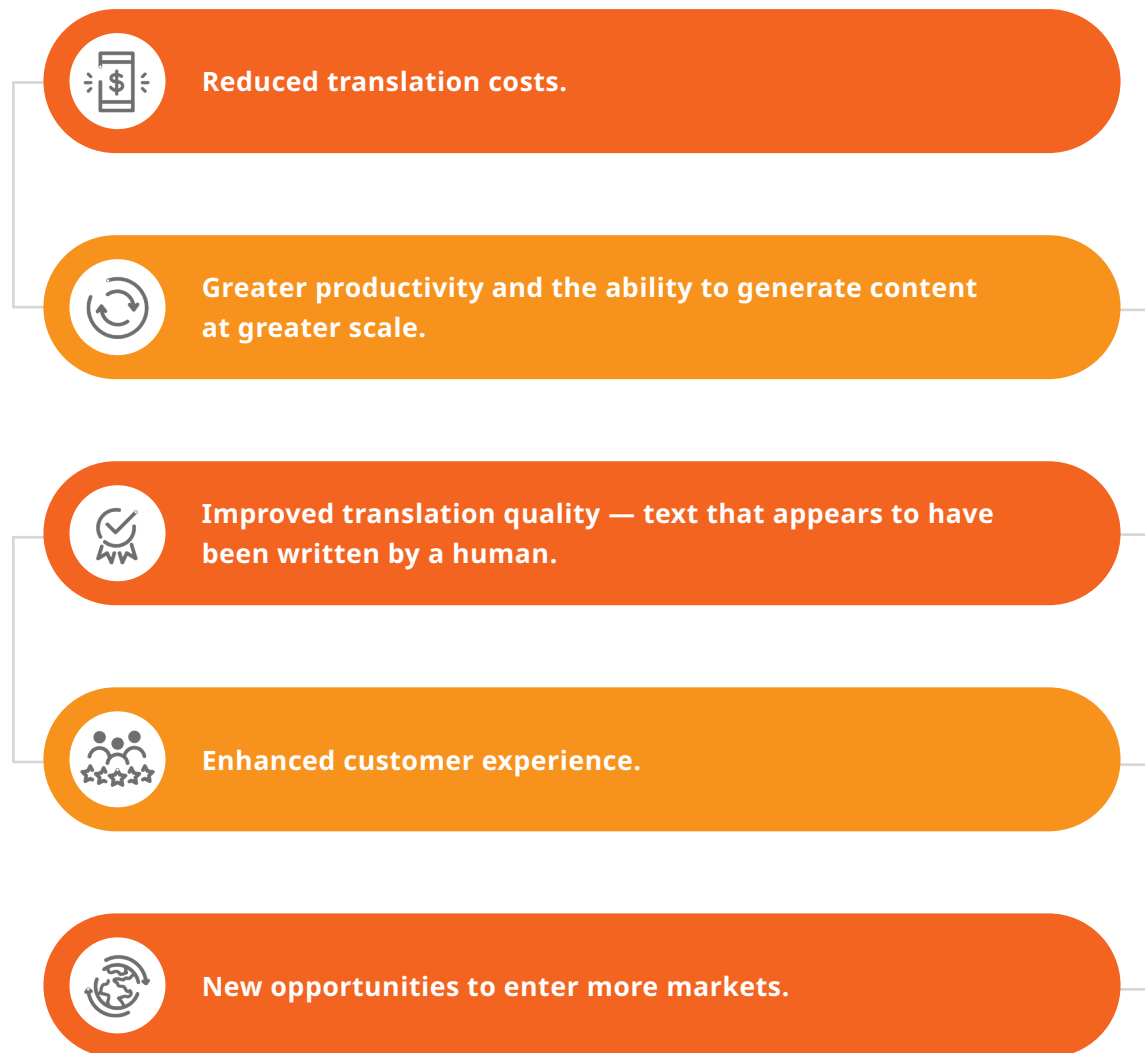 Reduced translation costs.
Greater productivity and the ability to generate content
at greater scale.
Improved translation quality — text that appears to have
been written by a human.
Enhanced customer experience.
New opportunities to enter more markets.